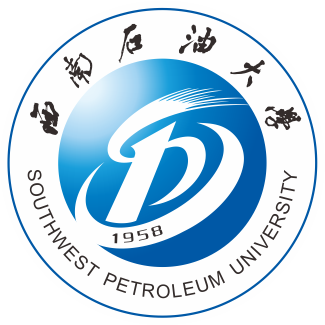 西南石油大学
1958
SOUTHWEST PETROLEUM UNIVERSITY